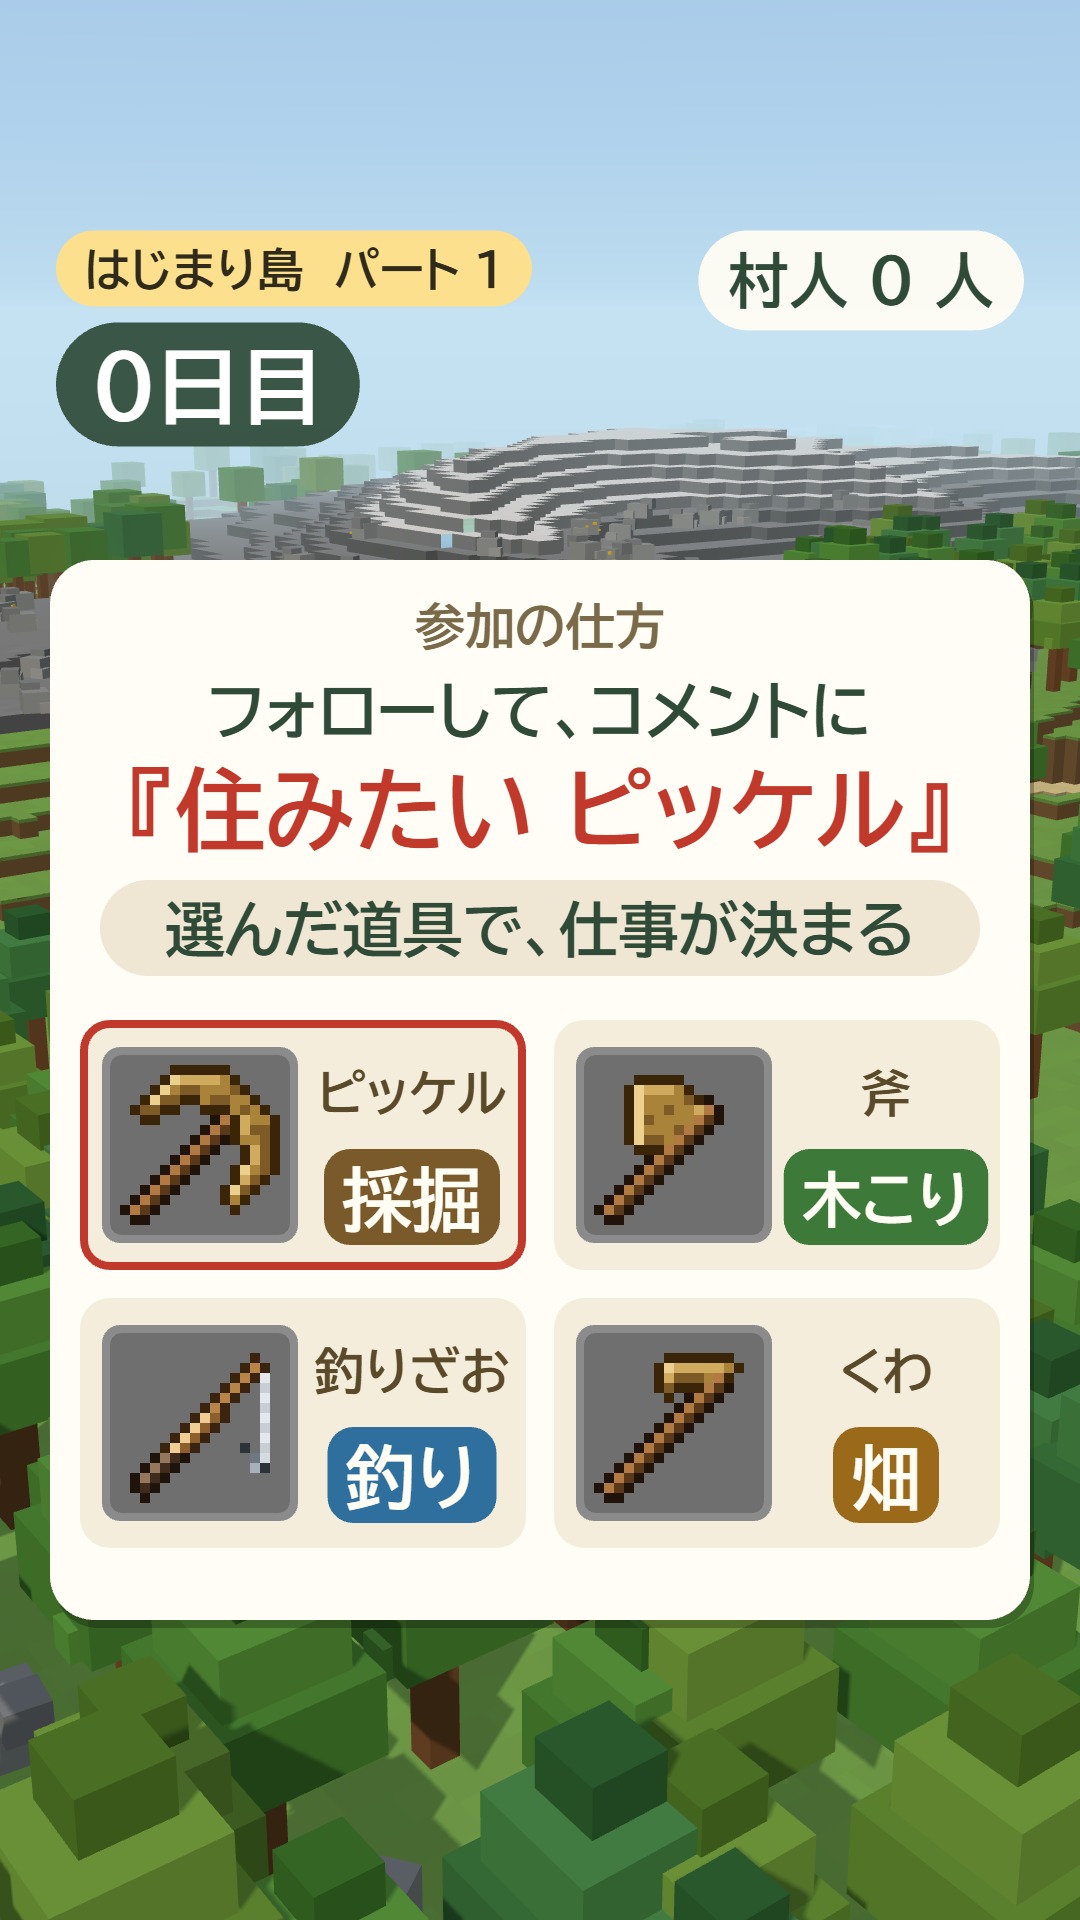 はじまり島 パート 1
村人 0 人
0日目
参加の仕方
フォローして、コメントに
『住みたい ピッケル』
選んだ道具で、仕事が決まる
ピッケル
採掘
斧
木こり
釣りざお
釣り
くわ
畑